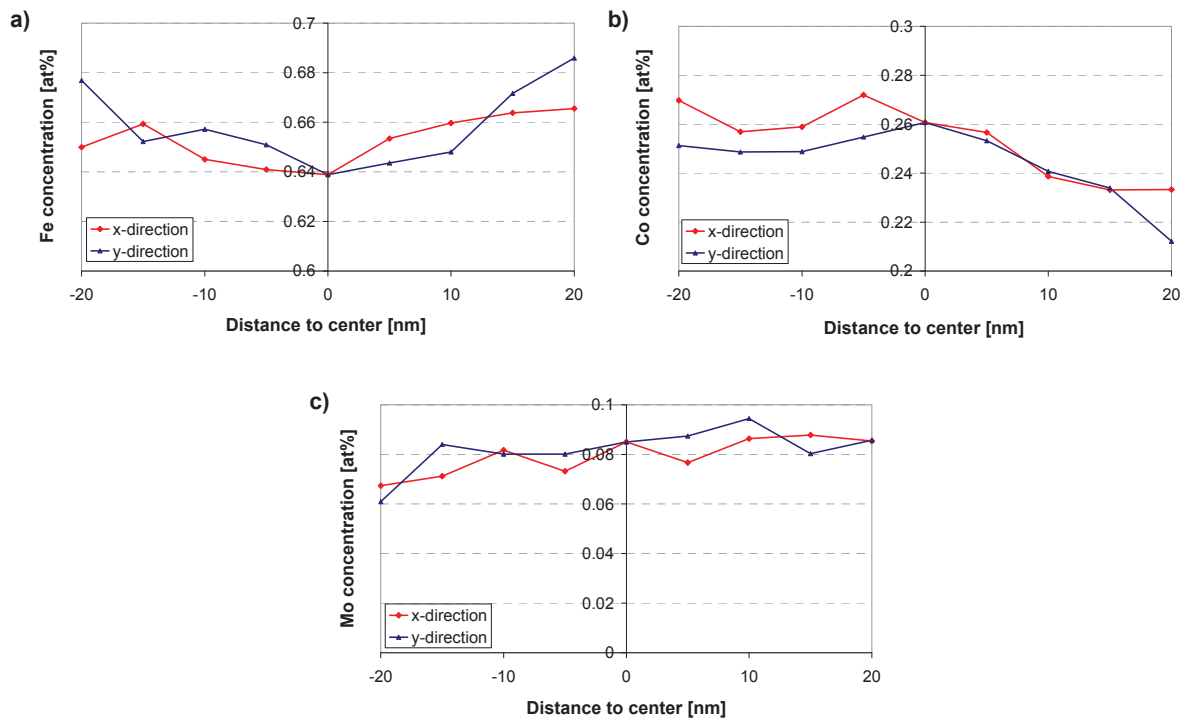 a)
Fe concentration [at%]
0.7
0.68
0.66
0.64
0.62
0.6
x-direction
y-direction
-20 -10 0 10 20
Distance to center [nm]
b)
Co concentration [at%]
0.3
0.28
0.26
0.24
0.22
0.2
x-direction
y-direction
-20 -10 0 10 20
Distance to center [nm]
c)
Mo concentration [at%]
0.1
0.08
0.06
0.04
0.02
0
x-direction
y-direction
-20 -10 0 10 20
Distance to center [nm]